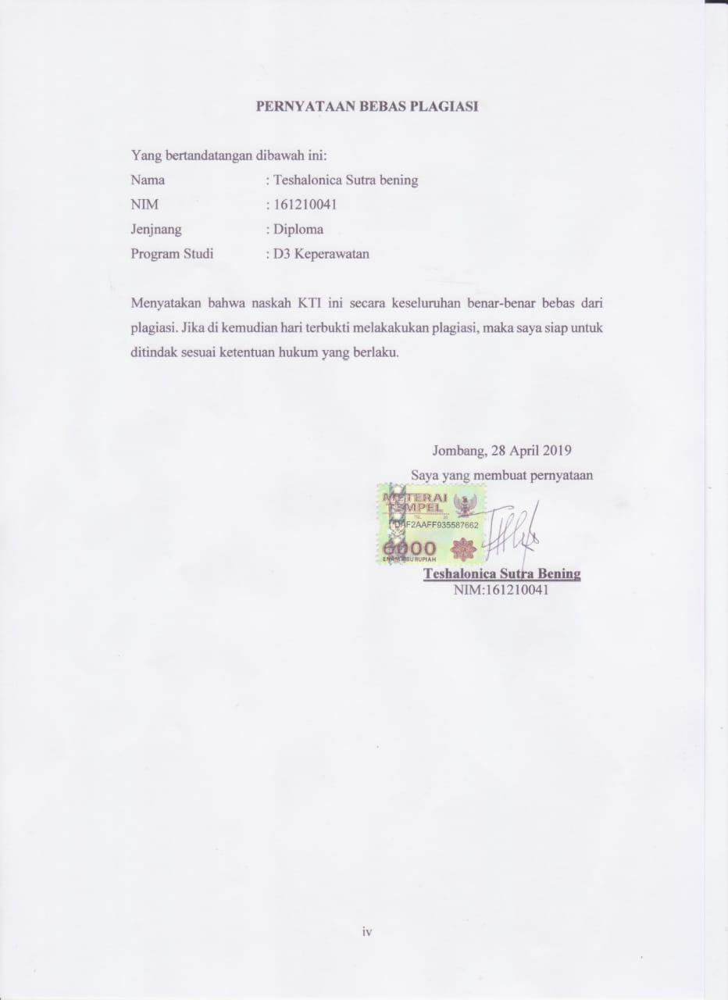 PERNYATAAN BEBAS PLAGIASI
Yang bertandatangan dibawah ini:
Nama : Teshalonica Sutra bening
NIM : 161210041
Jenjnang : Diploma
Program Studi : D3 Keperawatan
Menyatakan bahwa naskah KTI ini secara keseluruhan benar-benar bebas dari
plagiasi. Jika di kemudian hari terbukti melakakukan plagiasi, maka saya siap untuk
ditindak sesuai ketentuan hukum yang berlaku.
Jombang, 28 April 2019
Saya yang membuat pernyataan
METERAI
TEMPEL
DAF2AAFF935587662
6000
ENAM RIBU RUPIAH
Teshalonica Sutra Bening
NIM:161210041
iv